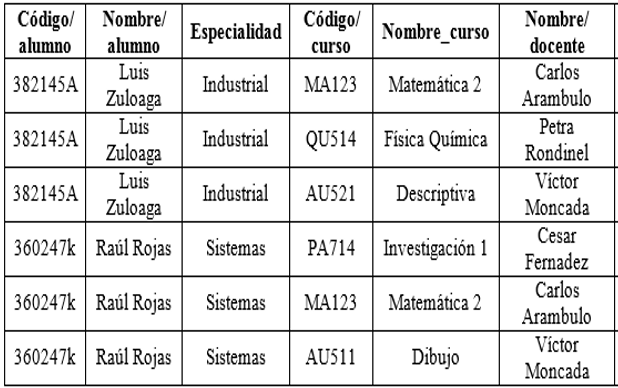 Código/alumno Nombre/alumno Especialidad Código/curso Nombre_curso Nombre/docente
382145A Luis Zuloaga Industrial MA123 Matemática 2 Carlos Arambulo
382145A Luis Zuloaga Industrial QU514 Física Química Petra Rondinel
382145A Luis Zuloaga Industrial AU521 Descriptiva Víctor Moncada
360247k Raúl Rojas Sistemas PA714 Investigación 1 Cesar Fernadez
360247k Raúl Rojas Sistemas MA123 Matemática 2 Carlos Arambulo
360247k Raúl Rojas Sistemas AU511 Dibujo Víctor Moncada